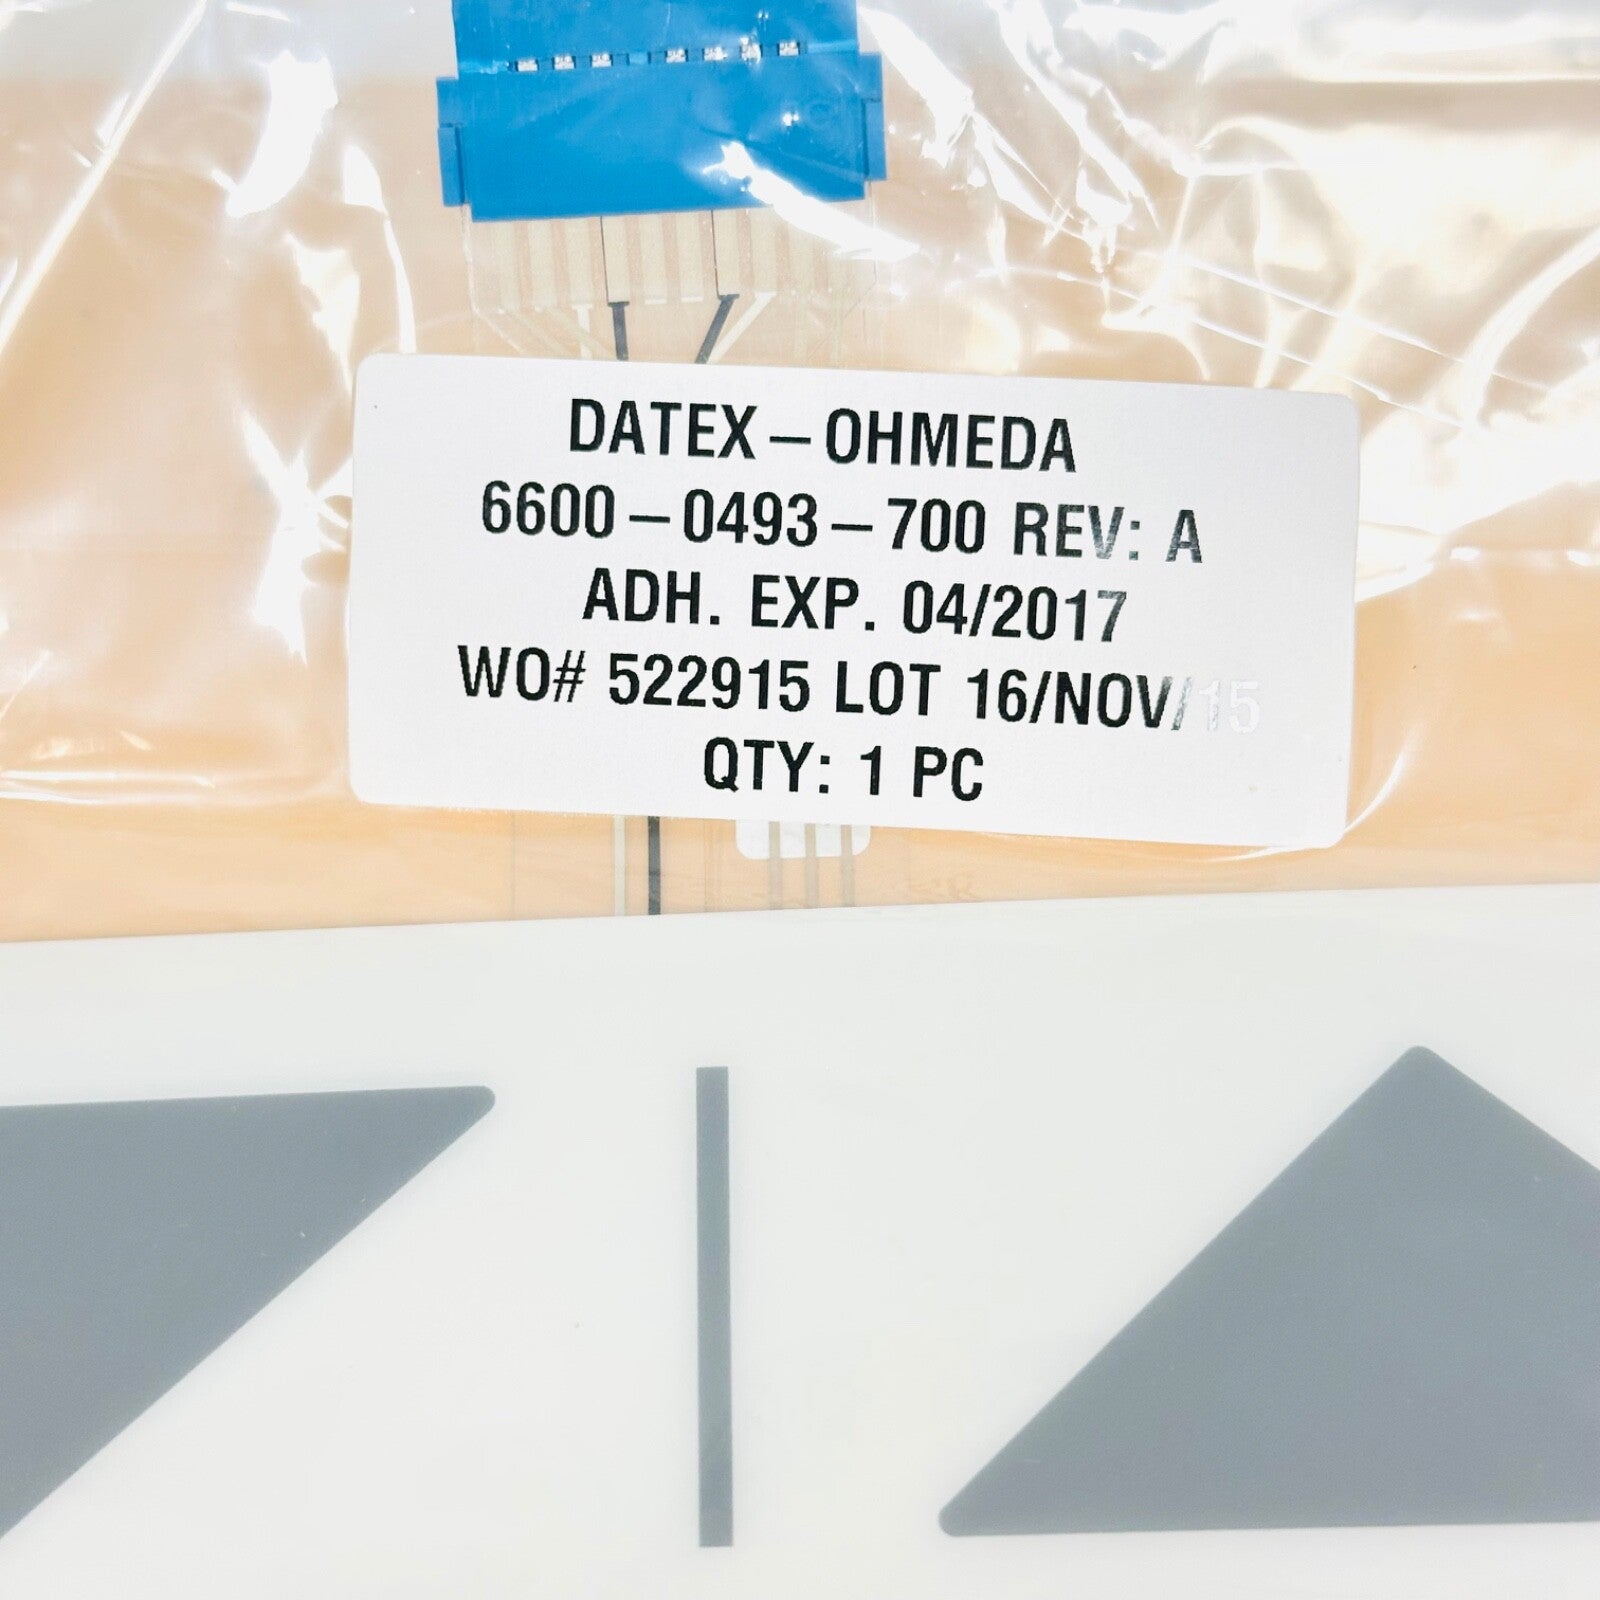 DATEX-OHMEDA
6600-0493-700 REV: A
ADH. EXP. 04/2017
WO# 522915 LOT 16/NOV/15
QTY: 1 PC